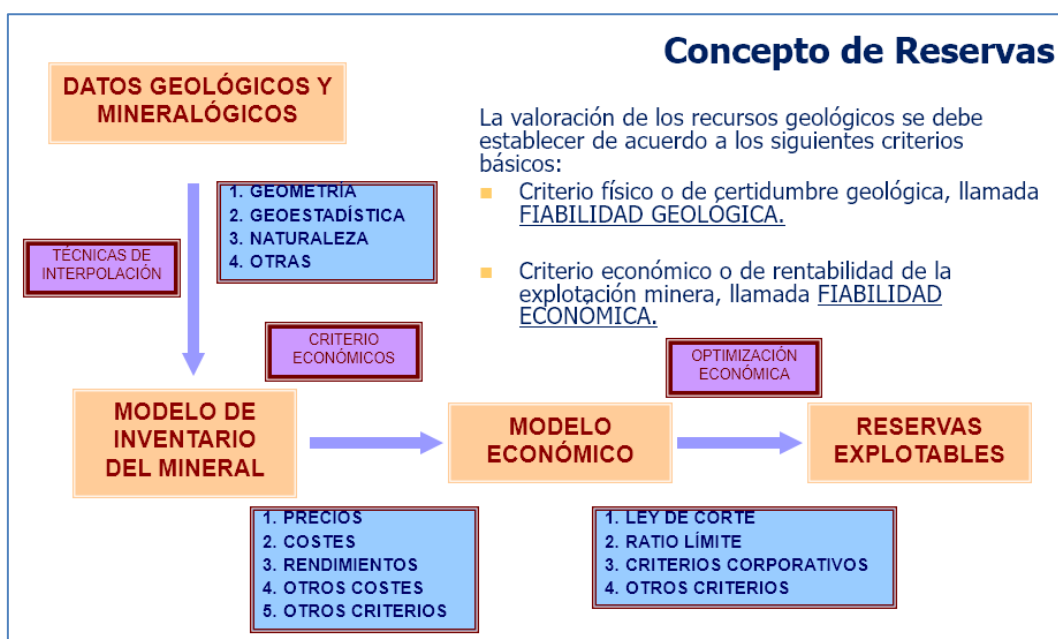 Concepto de Reservas
DATOS GEOLÓGICOS Y
MINERALÓGICOS
La valoración de los recursos geológicos se debe
establecer de acuerdo a los siguientes criterios
básicos:
Criterio físico o de certidumbre geológica, llamada
FIABILIDAD GEOLÓGICA.
Criterio económico o de rentabilidad de la
explotación minera, llamada FIABILIDAD
ECONÓMICA.
1. GEOMETRÍA
2. GEOESTADÍSTICA
3. NATURALEZA
4. OTRAS
TÉCNICAS DE
INTERPOLACIÓN
CRITERIO
ECONÓMICOS
OPTIMIZACIÓN
ECONÓMICA
MODELO DE
INVENTARIO
DEL MINERAL
MODELO
ECONÓMICO
RESERVAS
EXPLOTABLES
1. PRECIOS
2. COSTES
3. RENDIMIENTOS
4. OTROS COSTES
5. OTROS CRITERIOS
1. LEY DE CORTE
2. RATIO LÍMITE
3. CRITERIOS CORPORATIVOS
4. OTROS CRITERIOS